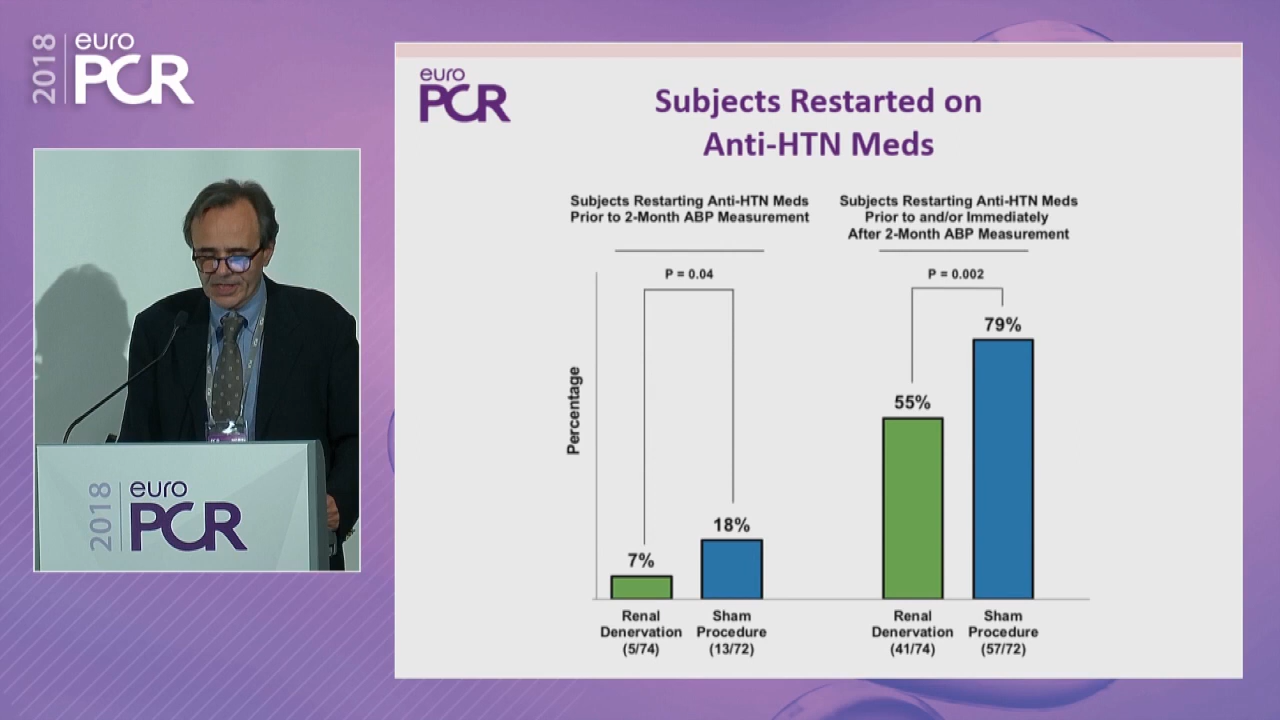 2018
euro
PCR
euro
PCR
Subjects Restarted on
Anti-HTN Meds
Subjects Restarting Anti-HTN Meds
Prior to 2-Month ABP Measurement
Subjects Restarting Anti-HTN Meds
Prior to and/or Immediately
After 2-Month ABP Measurement
P = 0.04
P = 0.002
Percentage
7%
18%
55%
79%
Renal
Denervation
(5/74)
Sham
Procedure
(13/72)
Renal
Denervation
(41/74)
Sham
Procedure
(57/72)
2018
euro
PCR